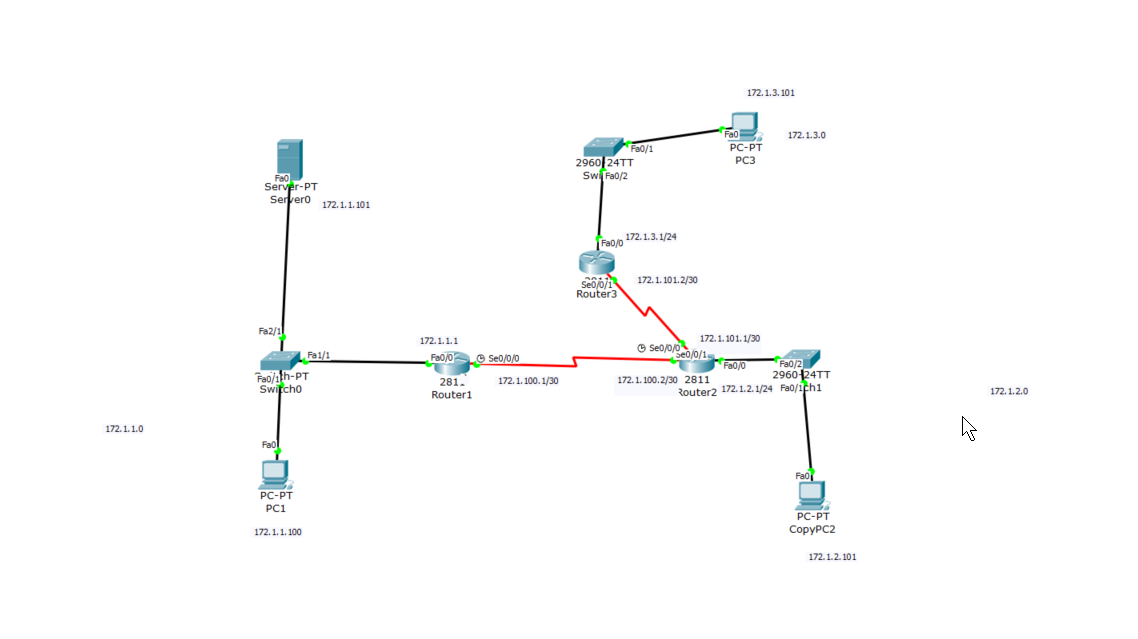 172.1.3.101
Fa0
172.1.3.0
PC-PT
PC3
Fa0/1
2960-24TT
Fa0/2
Fa0
Server-PT
Server0
172.1.1.101
Fa0/0
172.1.3.1/24
172.1.101.2/30
Se0/0/1
Router3
Fa2/1
172.1.1.1
172.1.101.1/30
Fa1/1
Fa0/0
Se0/0/0
Se0/0/0
Se0/0/1
Fa0/0
Fa0/2
Fa0/1
Switch0
Router1
172.1.100.1/30
172.1.100.2/30
2811
Router2
172.1.2.1/24
2960-24TT
Fa0/1
172.1.2.0
172.1.1.0
Fa0
PC-PT
PC1
172.1.1.100
Fa0
PC-PT
CopyPC2
172.1.2.101